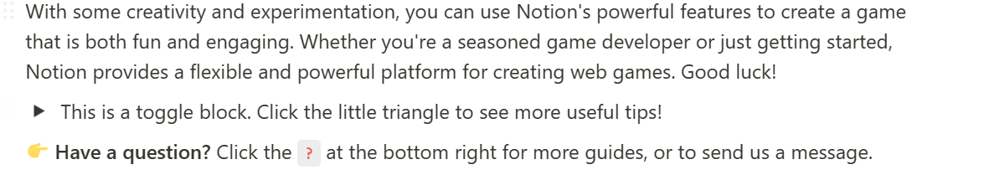 With some creativity and experimentation, you can use Notion's powerful features to create a game
that is both fun and engaging. Whether you're a seasoned game developer or just getting started,
Notion provides a flexible and powerful platform for creating web games. Good luck!
This is a toggle block. Click the little triangle to see more useful tips!
👉 Have a question? Click the ? at the bottom right for more guides, or to send us a message.